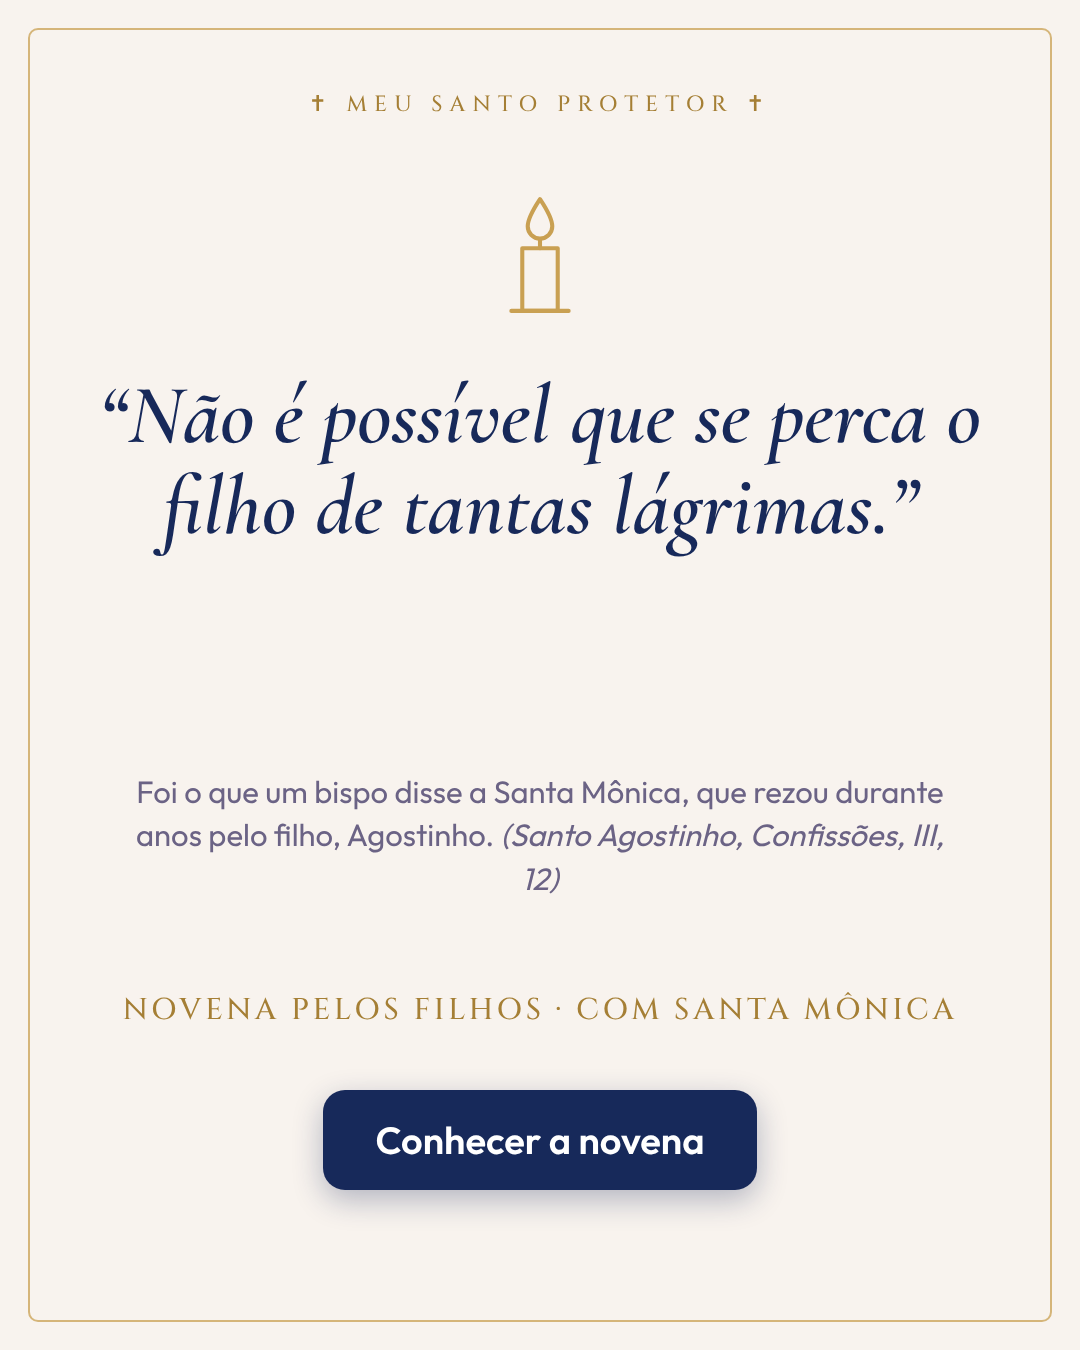 ✝ MEU SANTO PROTETOR ✝
“Não é possível que se perca o
filho de tantas lágrimas.”
Foi o que um bispo disse a Santa Mônica, que rezou durante
anos pelo filho, Agostinho. (Santo Agostinho, Confissões, III,
12)
NOVENA PELOS FILHOS · COM SANTA MÔNICA
Conhecer a novena